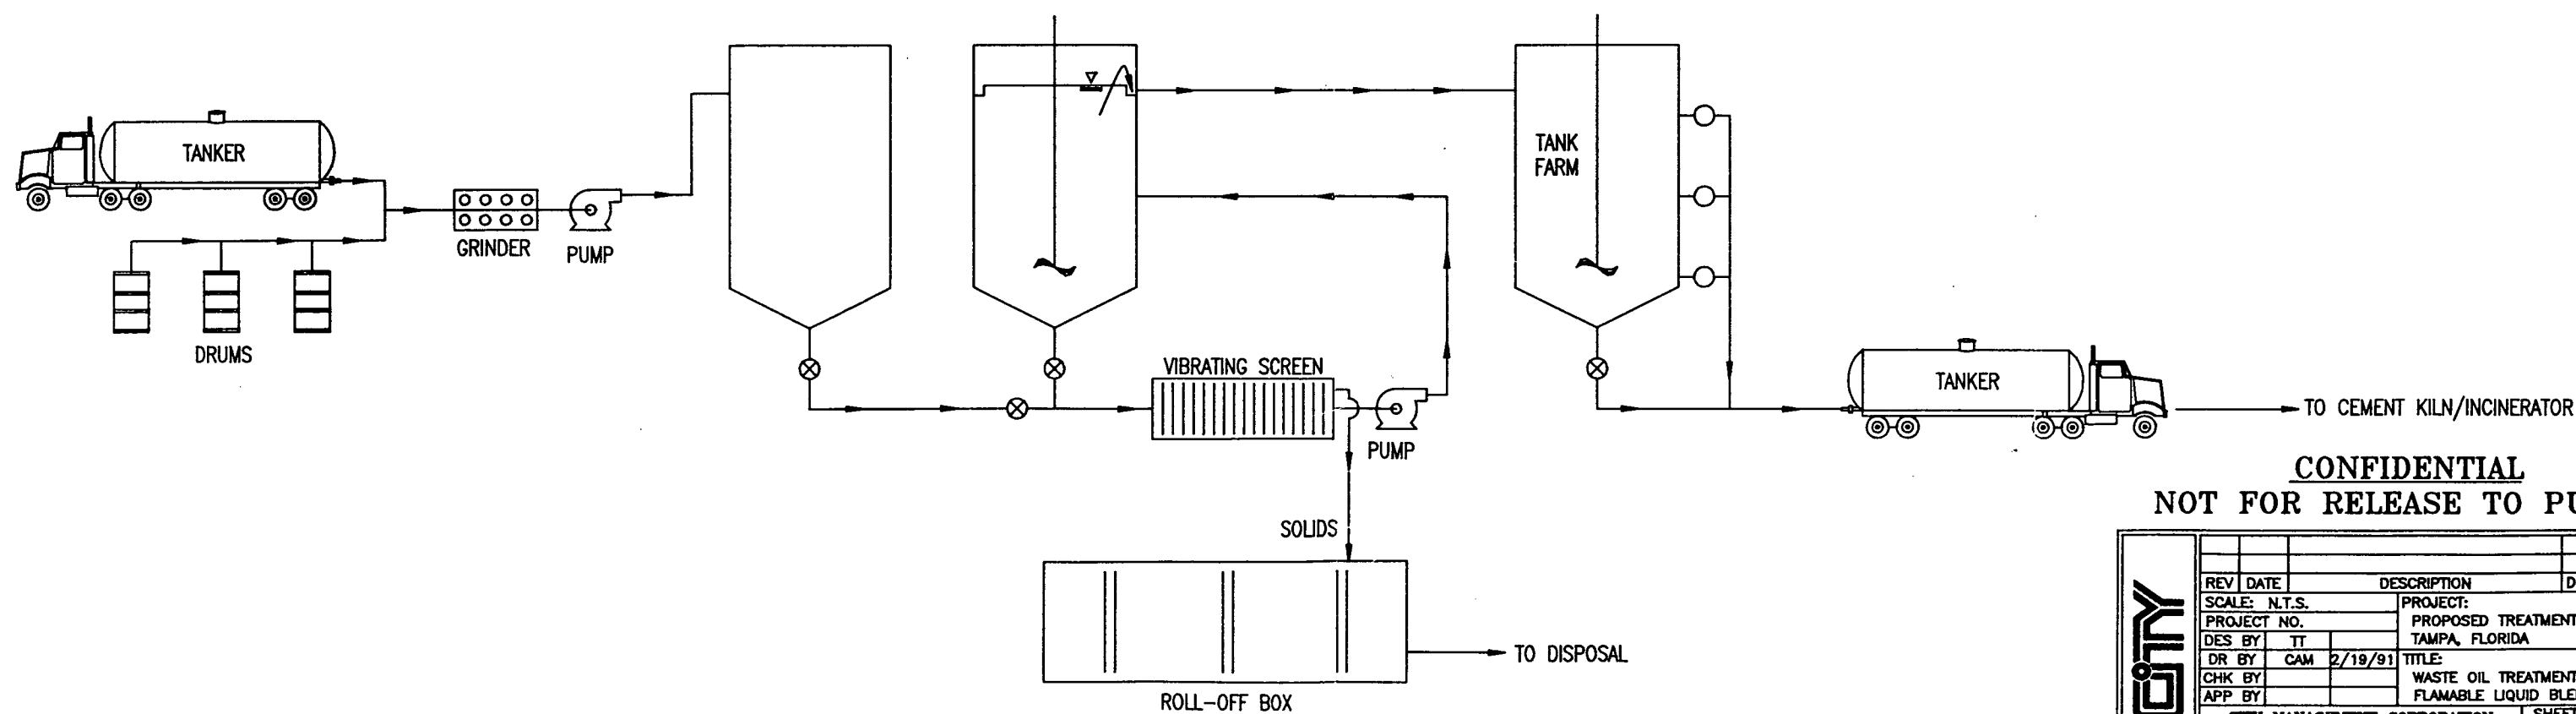 TANKER
GRINDER
PUMP
DRUMS
TANK
FARM
VIBRATING SCREEN
PUMP
SOLIDS
ROLL-OFF BOX
TO DISPOSAL
TANKER
TO CEMENT KILN/INCINERATOR
CONFIDENTIAL
NOT FOR RELEASE TO
REV DATE DESCRIPTION
SCALE: N.T.S.
PROJECT:
PROJECT NO.
PROPOSED TREATMENT
DES BY TT
TAMPA, FLORIDA
DR BY CAM 2/19/91
TITLE:
CHK BY
WASTE OIL TREATMENT
APP BY
FLAMABLE LIQUID